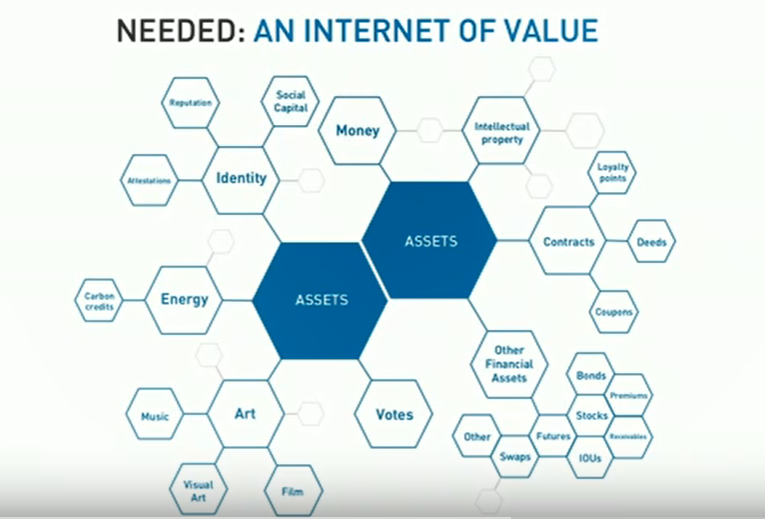 NEEDED: AN INTERNET OF VALUE
Reputation
Social
Capital
Attestations
Identity
Money
Intellectual
property
Loyalty
points
Contracts
Deeds
Coupons
ASSETS
ASSETS
Carbon
credits
Energy
Other
Financial
Assets
Bonds
Premiums
Stocks
Receivables
Futures
IOUs
Other
Swaps
Votes
Art
Music
Visual
Art
Film